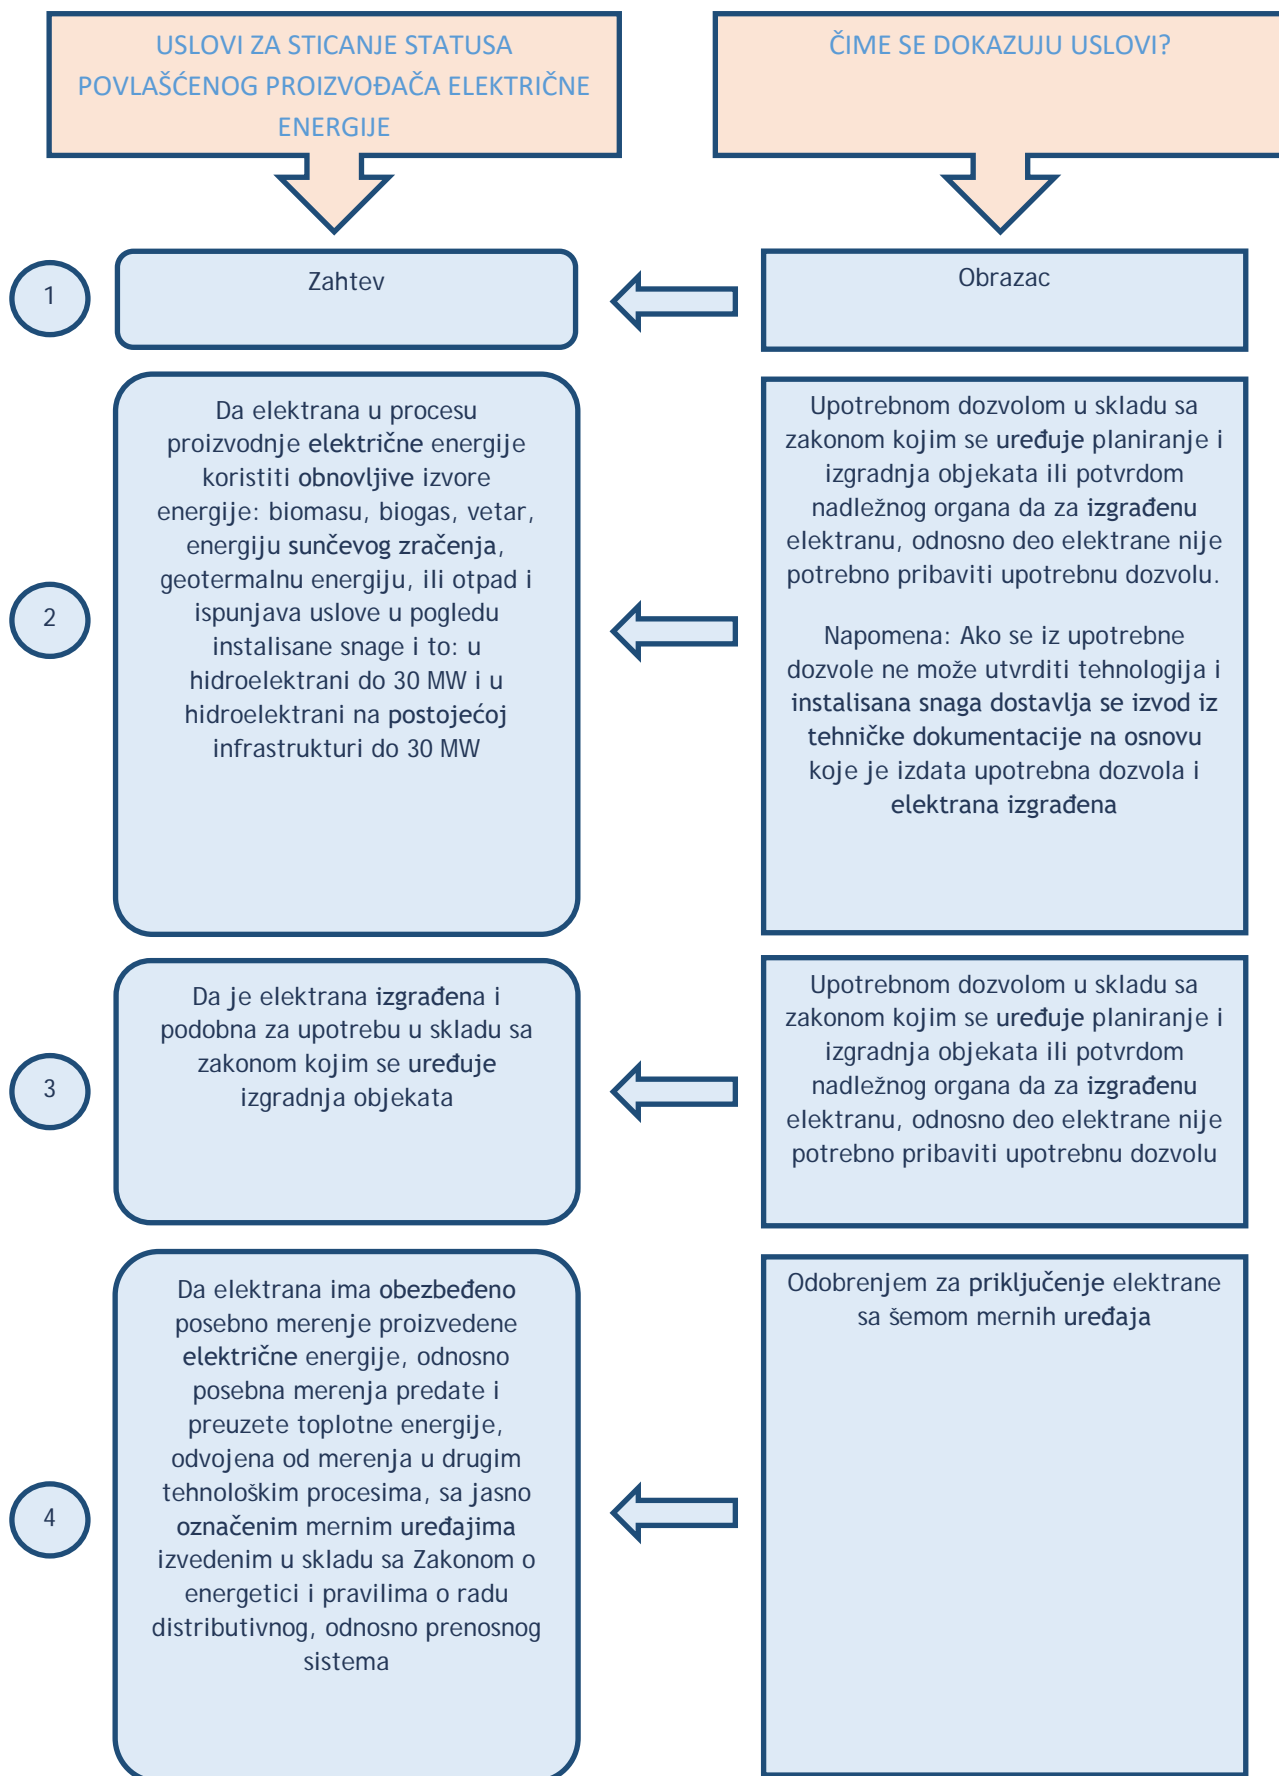 USLOVI ZA STICANJE STATUSA
POVLAŠĆENOG PROIZVOĐAČA ELEKTRIČNE
ENERGIJE
ČIME SE DOKAZUJU USLOVI?
1
Zahtev
Obrazac
2
Da elektrana u procesu
proizvodnje električne energije
koristiti obnovljive izvore
energije: biomasu, biogas, vetar,
energiju sunčevog zračenja,
geotermalnu energiju, ili otpad i
ispunjava uslove u pogledu
instalisane snage i to: u
hidroelektrani do 30 MW i u
hidroelektrani na postojećoj
infrastrukturi do 30 MW
Upotrebnom dozvolom u skladu sa
zakonom kojim se uređuje planiranje i
izgradnja objekata ili potvrdom
nadležnog organa da za izgrađenu
elektranu, odnosno deo elektrane nije
potrebno pribaviti upotrebnu dozvolu.
Napomena: Ako se iz upotrebne
dozvole ne može utvrditi tehnologija i
instalisana snaga dostavlja se izvod iz
tehničke dokumentacije na osnovu
koje je izdata upotrebna dozvola i
elektrana izgrađena
3
Da je elektrana izgrađena i
podobna za upotrebu u skladu sa
zakonom kojim se uređuje
izgradnja objekata
Upotrebnom dozvolom u skladu sa
zakonom kojim se uređuje planiranje i
izgradnja objekata ili potvrdom
nadležnog organa da za izgrađenu
elektranu, odnosno deo elektrane nije
potrebno pribaviti upotrebnu dozvolu
4
Da elektrana ima obezbeđeno
posebno merenje proizvedene
električne energije, odnosno
posebna merenja predate i
preuzete toplotne energije,
odvojena od merenja u drugim
tehnološkim procesima, sa jasno
označenim mernim uređajima
izvedenim u skladu sa Zakonom o
energetici i pravilima o radu
distributivnog, odnosno prenosnog
sistema
Odobrenjem za priključenje elektrane
sa šemom mernih uređaja